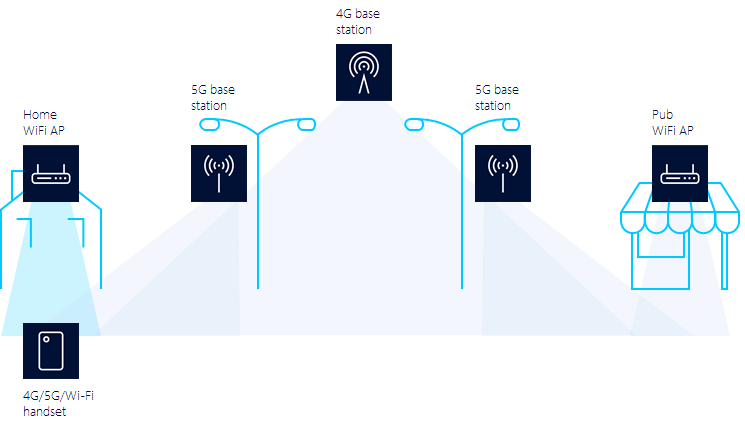 4G base
station
5G base
station
5G base
station
Home
WiFi AP
Pub
WiFi AP
4G/5G/Wi-Fi
handset